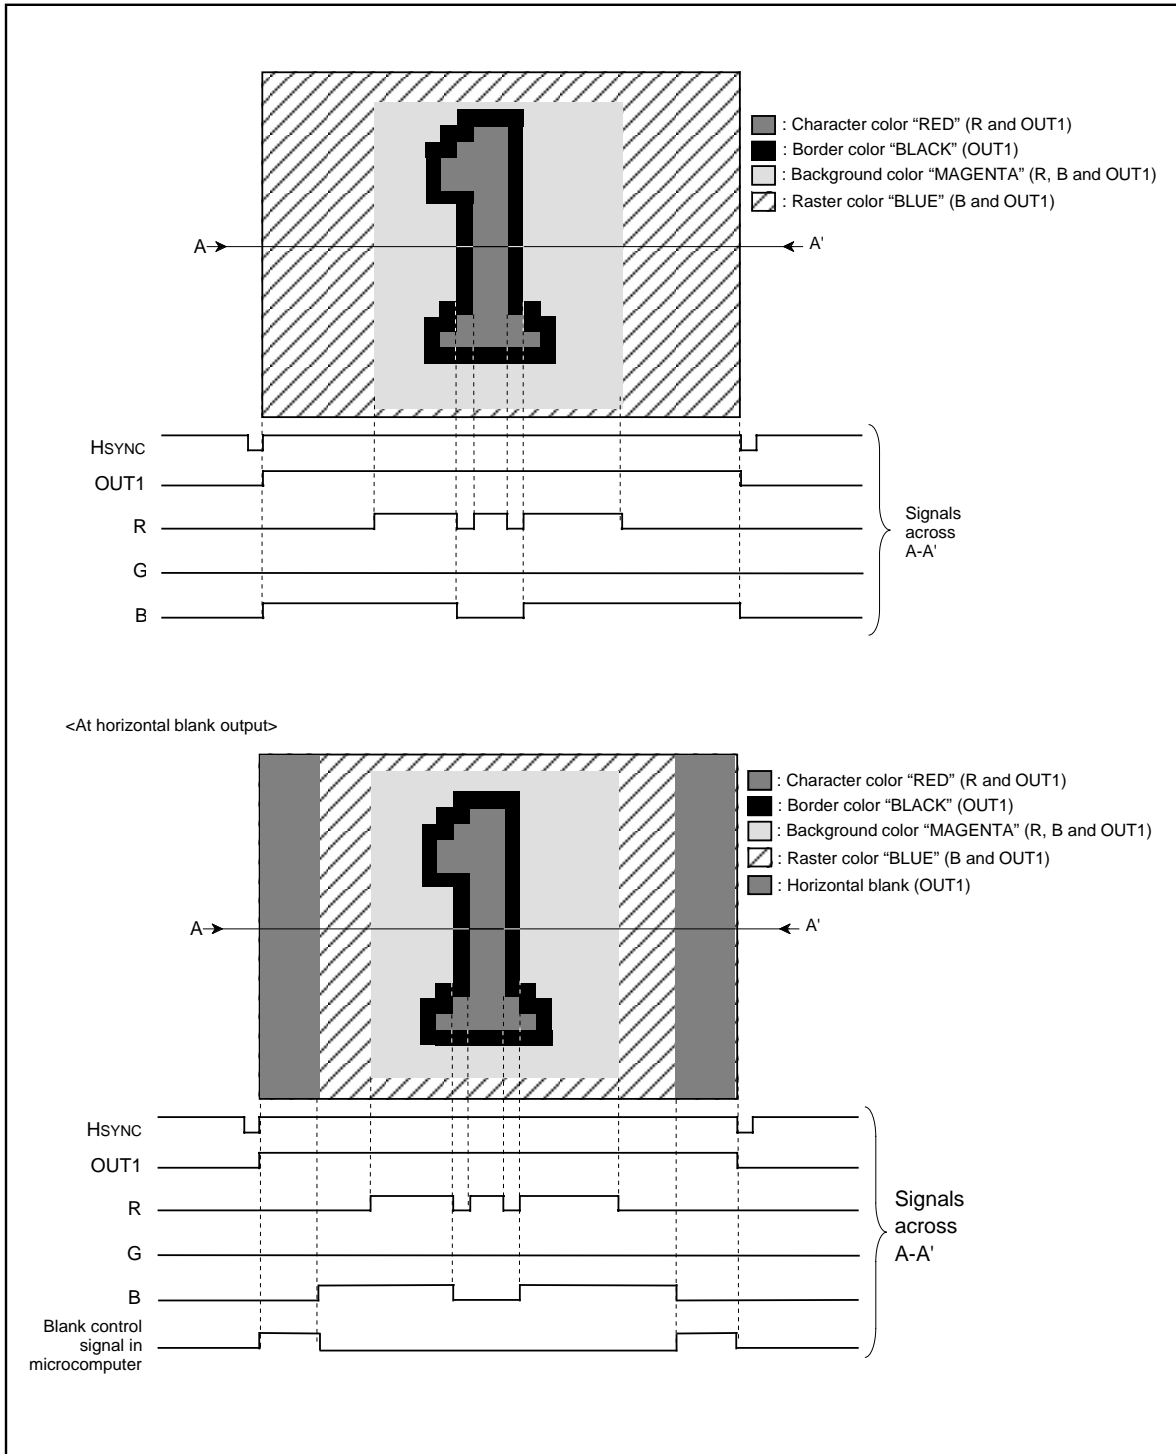 : Character color “RED” (R and OUT1)
: Border color “BLACK” (OUT1)
: Background color “MAGENTA” (R, B and OUT1)
: Raster color “BLUE” (B and OUT1)
A
A'
HSYNC
OUT1
R
G
B
Signals
across
A-A'
<At horizontal blank output>
: Character color “RED” (R and OUT1)
: Border color “BLACK” (OUT1)
: Background color “MAGENTA” (R, B and OUT1)
: Raster color “BLUE” (B and OUT1)
: Horizontal blank (OUT1)
A
A'
HSYNC
OUT1
R
G
B
Blank control
signal in
microcomputer
Signals
across
A-A'